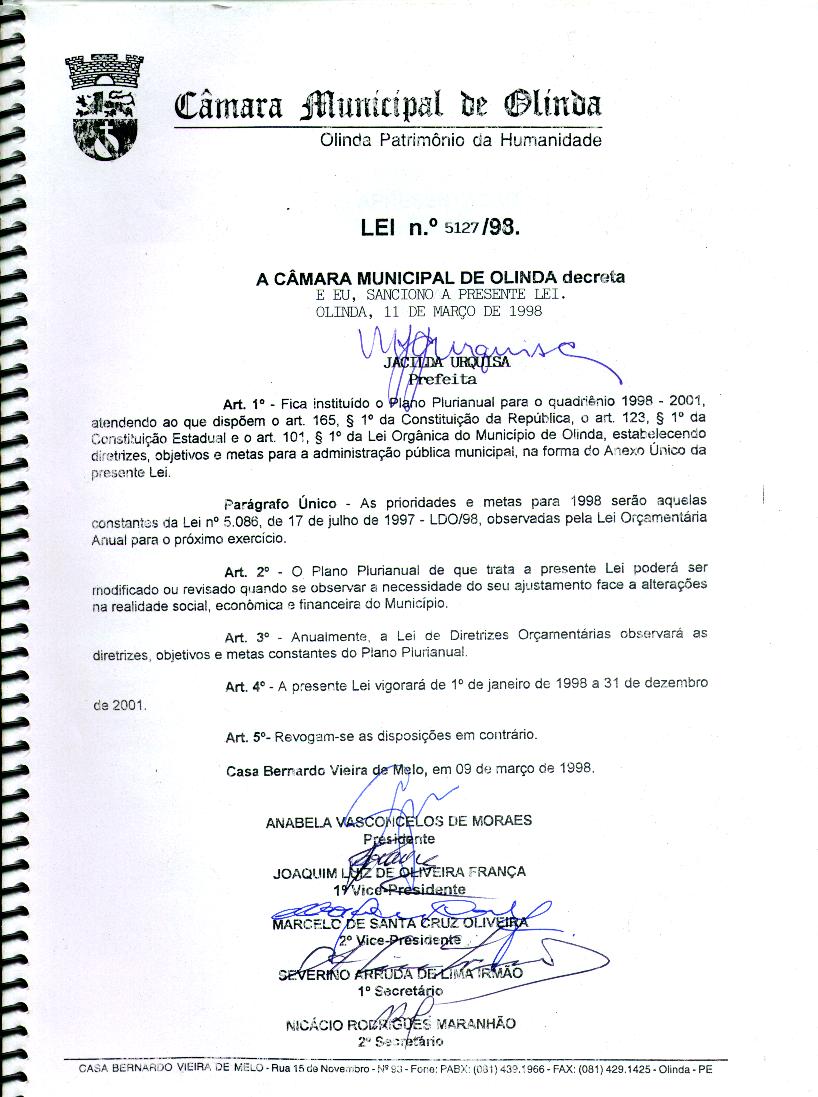 Câmara Municipal de Olinda
Olinda Patrimônio da Humanidade
LEI n.º 5127/98.
A CÂMARA MUNICIPAL DE OLINDA decreta
E EU, SANCIONO A PRESENTE LEI.
OLINDA, 11 DE MARÇO DE 1998
JACILDA URQUISA
Prefeita
Art. 1º - Fica instituído o Plano Plurianual para o quadriênio 1998 - 2001,
atendendo ao que dispõem o art. 165, § 1º da Constituição da República, o art. 123, § 1º da
Constituição Estadual e o art. 101, § 1º da Lei Orgânica do Município de Olinda, estabelecendo
diretrizes, objetivos e metas para a administração pública municipal, na forma do Anexo Único da
presente Lei.
Parágrafo Único - As prioridades e metas para 1998 serão aquelas
constantes da Lei nº 5.086, de 17 de julho de 1997 - LDO/98, observadas pela Lei Orçamentária
Anual para o próximo exercício.
Art. 2º - O Plano Plurianual de que trata a presente Lei poderá ser
modificado ou revisado quando se observar a necessidade do seu ajustamento face a alterações
na realidade social, econômica e financeira do Município.
Art. 3º - Anualmente, a Lei de Diretrizes Orçamentárias observará as
diretrizes, objetivos e metas constantes do Plano Plurianual.
Art. 4º - A presente Lei vigorará de 1º de janeiro de 1998 a 31 de dezembro
de 2001.
Art. 5º- Revogam-se as disposições em contrário.
Casa Bernardo Vieira de Melo, em 09 de março de 1998.
ANABELA VASCONCELOS DE MORAES
Presidente
JOAQUIM LUIZ DE OLIVEIRA FRANÇA
1º Vice-Presidente
MARCELO DE SANTA CRUZ OLIVEIRA
2º Vice-Presidente
SEVERINO ARRUDA DE LIMA IRMÃO
1º Secretário
NICÁCIO RODRIGUES MARANHÃO
2º Secretário
CASA BERNARDO VIEIRA DE MELO - Rua 15 de Novembro - Nº 93 - Fone: PABX: (081) 439.1966 - FAX: (081) 429.1425 - Olinda - PE